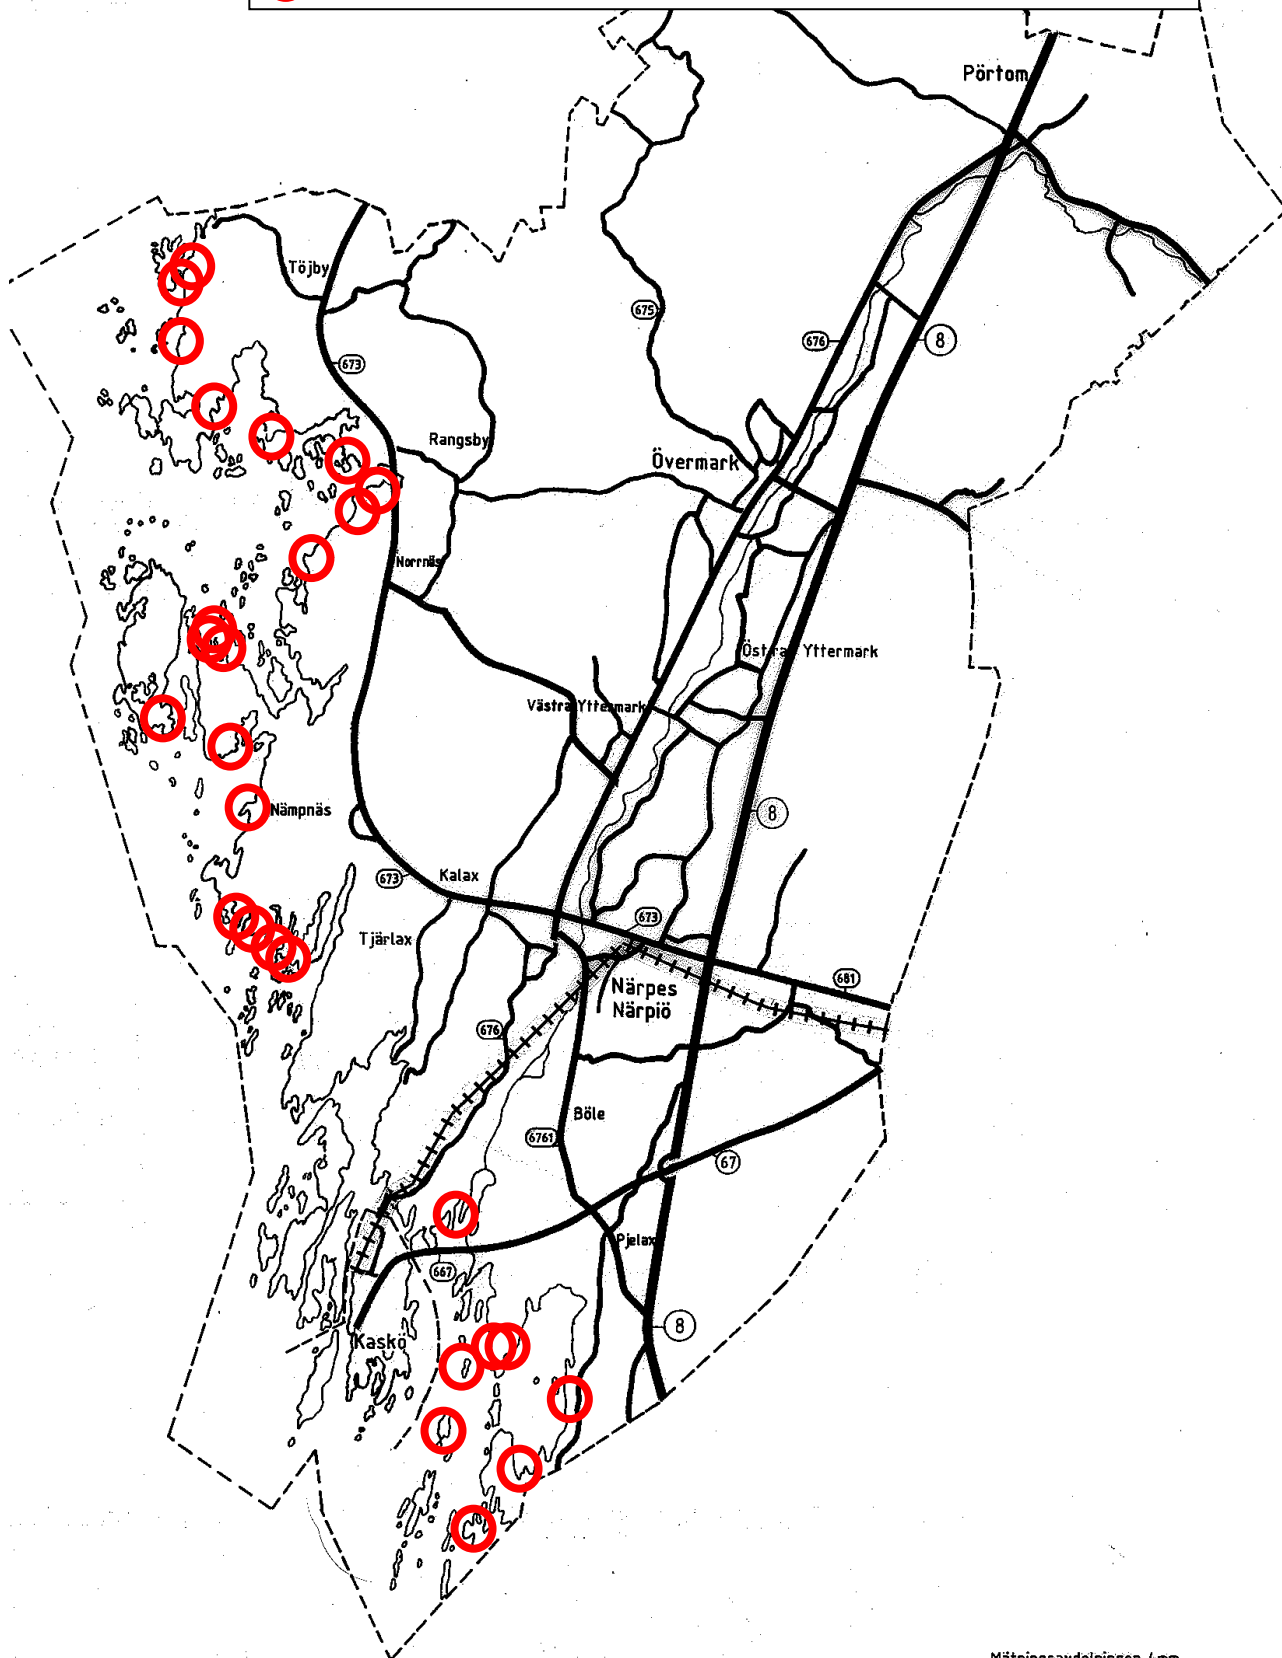 Pörtom
Töjby
675
676
8
673
Rangsby
Övermark
Norrnäs
Östra Yttermark
Västra Yttermark
Nämpnäs
8
673
Kalax
673
Tjärlax
681
Närpes
Närpiö
676
Böle
6761
67
Pjelax
667
8
Kaskö